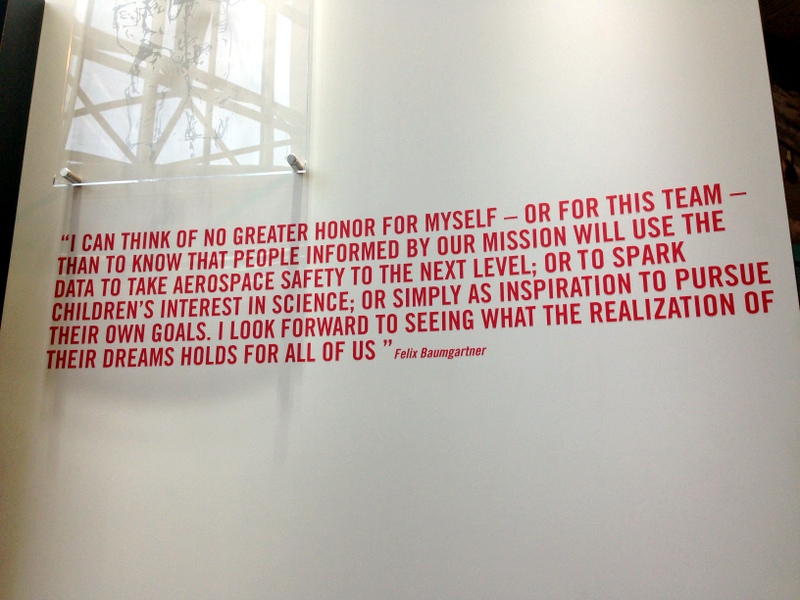 “I CAN THINK OF NO GREATER HONOR FOR MYSELF – OR FOR THIS TEAM –
THAN TO KNOW THAT PEOPLE INFORMED BY OUR MISSION WILL USE THE
DATA TO TAKE AEROSPACE SAFETY TO THE NEXT LEVEL; OR TO SPARK
CHILDREN’S INTEREST IN SCIENCE; OR SIMPLY AS INSPIRATION TO PURSUE
THEIR OWN GOALS. I LOOK FORWARD TO SEEING WHAT THE REALIZATION OF
THEIR DREAMS HOLDS FOR ALL OF US ” Felix Baumgartner